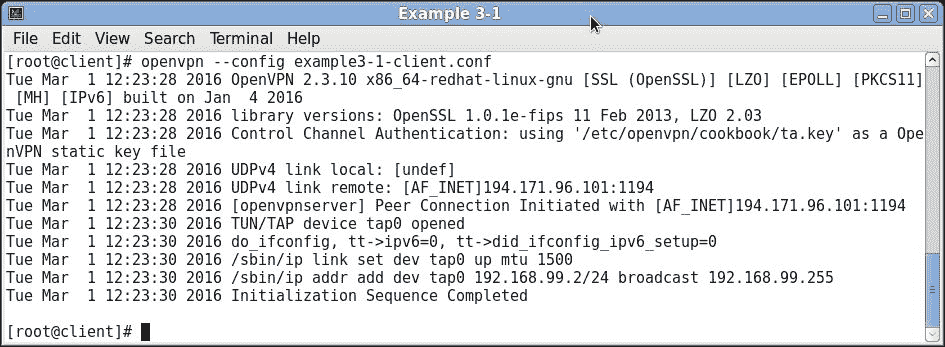 Example 3-1
File Edit View Search Terminal Help
[root@client]# openvpn --config example3-1-client.conf
Tue Mar  1 12:23:28 2016 OpenVPN 2.3.10 x86_64-redhat-linux-gnu [SSL (OpenSSL)] [LZO] [EPOLL] [PKCS11]
 [MH] [IPv6] built on Jan  4 2016
Tue Mar  1 12:23:28 2016 library versions: OpenSSL 1.0.1e-fips 11 Feb 2013, LZO 2.03
Tue Mar  1 12:23:28 2016 Control Channel Authentication: using '/etc/openvpn/cookbook/ta.key' as a Ope
nVPN static key file
Tue Mar  1 12:23:28 2016 UDPv4 link local: [undef]
Tue Mar  1 12:23:28 2016 UDPv4 link remote: [AF_INET]194.171.96.101:1194
Tue Mar  1 12:23:28 2016 [openvpnserver] Peer Connection Initiated with [AF_INET]194.171.96.101:1194
Tue Mar  1 12:23:30 2016 TUN/TAP device tap0 opened
Tue Mar  1 12:23:30 2016 do_ifconfig, tt->ipv6=0, tt->did_ifconfig_ipv6_setup=0
Tue Mar  1 12:23:30 2016 /sbin/ip link set dev tap0 up mtu 1500
Tue Mar  1 12:23:30 2016 /sbin/ip addr add dev tap0 192.168.99.2/24 broadcast 192.168.99.255
Tue Mar  1 12:23:30 2016 Initialization Sequence Completed
[root@client]#